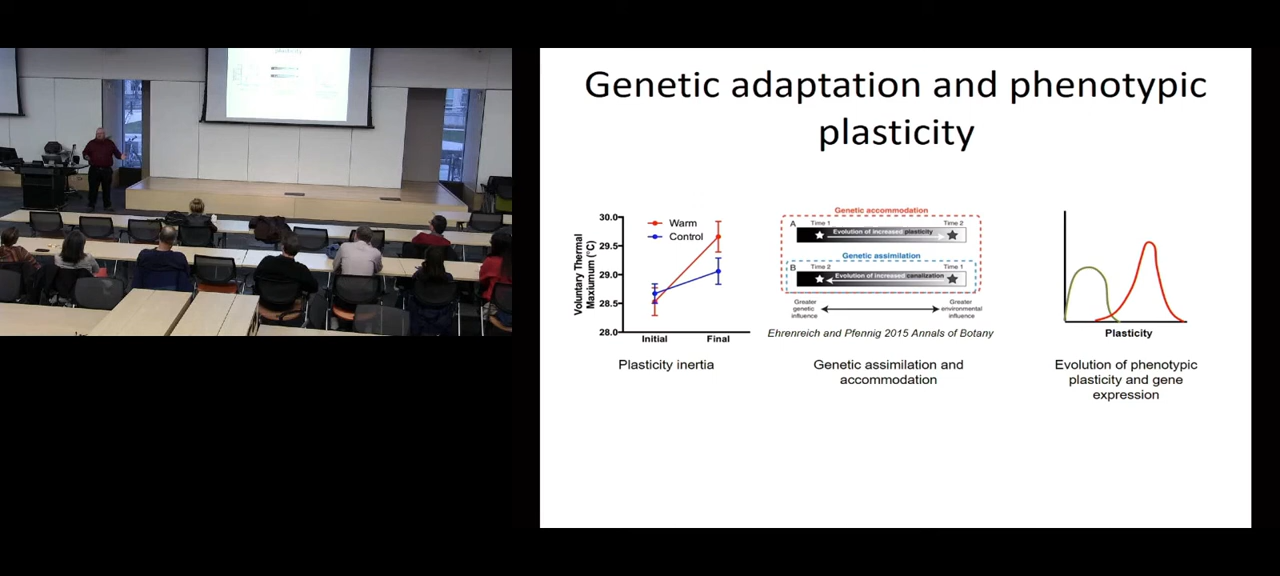 Genetic adaptation and phenotypic
plasticity
30.0
29.5
29.0
28.5
28.0
Voluntary Thermal
Maxiumum (°C)
Warm
Control
Initial
Final
Plasticity inertia
Genetic accommodation
A
Time 1
Time 2
Evolution of increased plasticity
Genetic assimilation
B
Time 2
Time 1
Evolution of increased canalization
Greater
genetic
influence
Greater
environmental
influence
Ehrenreich and Pfennig 2015 Annals of Botany
Genetic assimilation and
accommodation
Plasticity
Evolution of phenotypic
plasticity and gene
expression